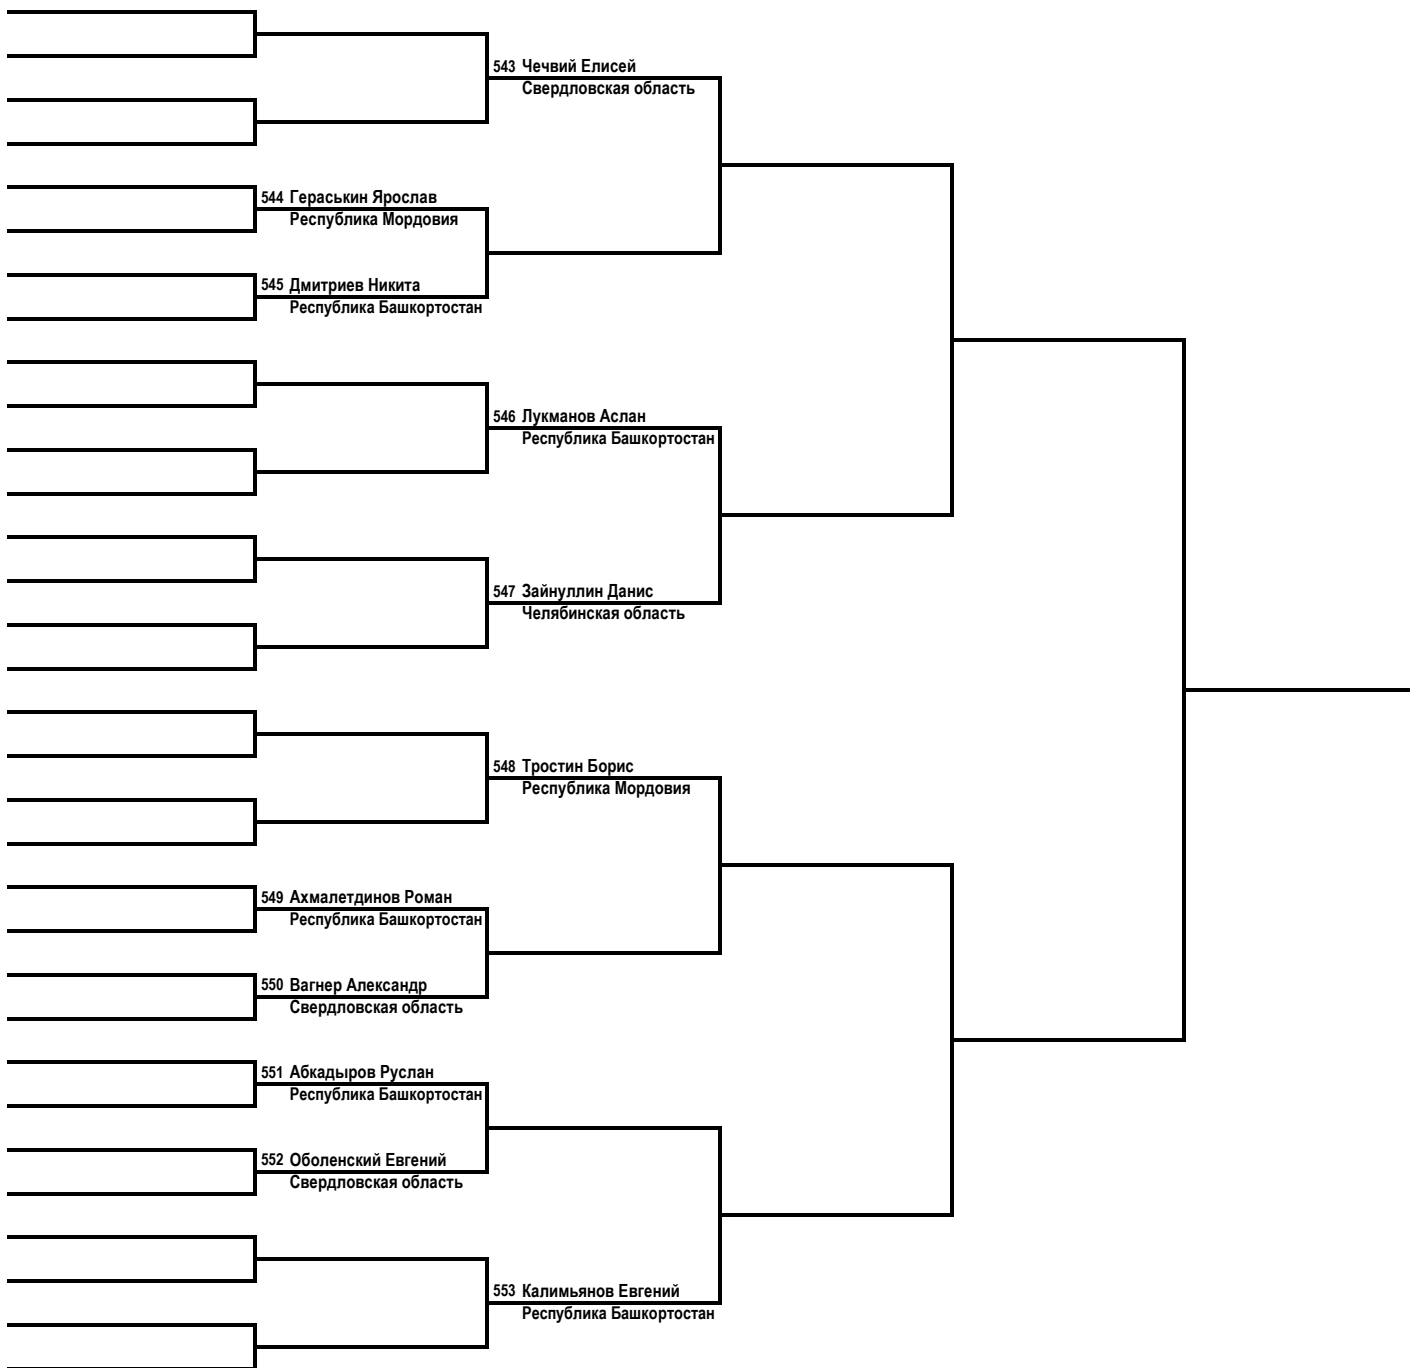 543 Чечвий Елисей
Свердловская область
544 Гераськин Ярослав
Республика Мордовия
545 Дмитриев Никита
Республика Башкортостан
546 Лукманов Аслан
Республика Башкортостан
547 Зайнуллин Данис
Челябинская область
548 Тростин Борис
Республика Мордовия
549 Ахмалетдинов Роман
Республика Башкортостан
550 Вагнер Александр
Свердловская область
551 Абкадыров Руслан
Республика Башкортостан
552 Оболенский Евгений
Свердловская область
553 Калимьянов Евгений
Республика Башкортостан